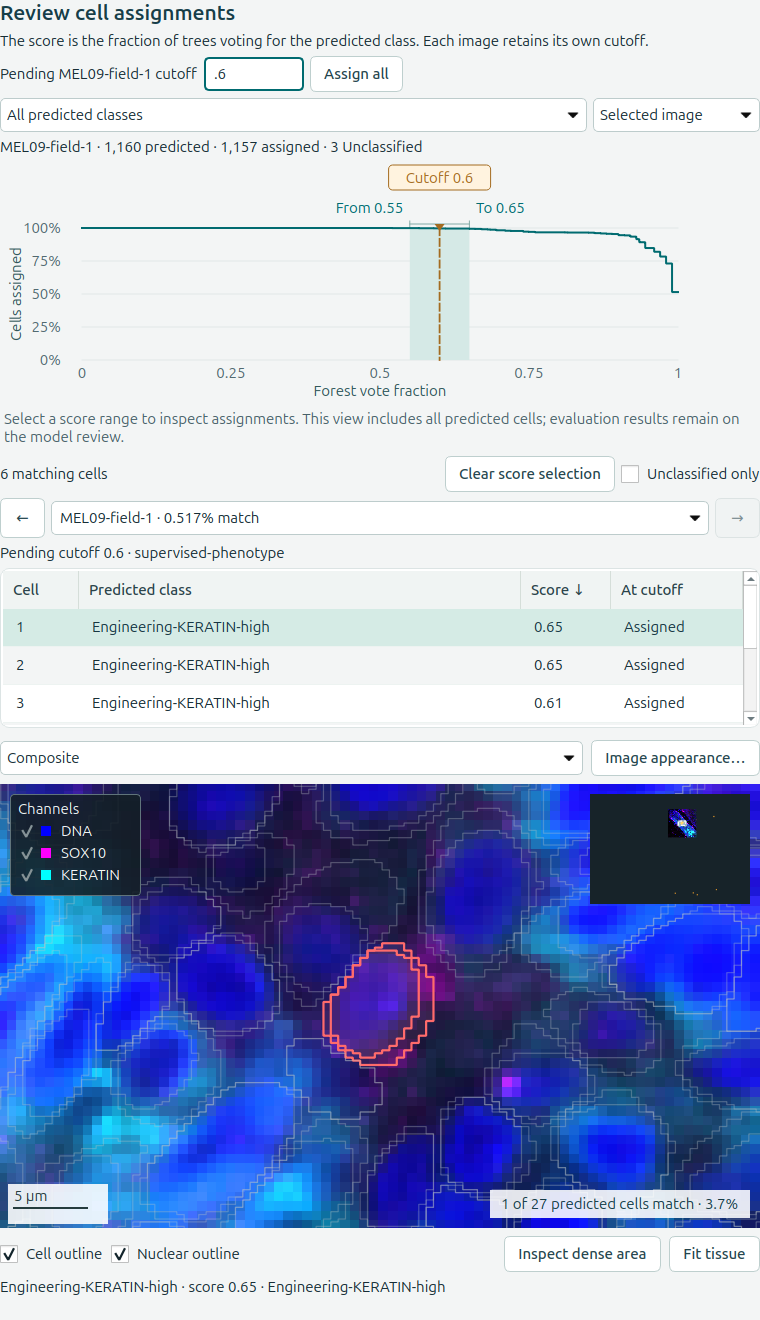 Review cell assignments
The score is the fraction of trees voting for the predicted class. Each image retains its own cutoff.
Pending MEL09-field-1 cutoff .6 Assign all
All predicted classes Selected image
MEL09-field-1 · 1,160 predicted · 1,157 assigned · 3 Unclassified
Cutoff 0.6
From 0.55 To 0.65
100%
75%
50%
25%
0%
Cells assigned
0 0.25 0.5 0.75 1
Forest vote fraction
Select a score range to inspect assignments. This view includes all predicted cells; evaluation results remain on
the model review.
6 matching cells Clear score selection Unclassified only
← MEL09-field-1 · 0.517% match →
Pending cutoff 0.6 · supervised-phenotype
Cell Predicted class Score ↓ At cutoff
1 Engineering-KERATIN-high 0.65 Assigned
2 Engineering-KERATIN-high 0.65 Assigned
3 Engineering-KERATIN-high 0.61 Assigned
Composite Image appearance...
Channels
✓ DNA
✓ SOX10
✓ KERATIN
5 µm
1 of 27 predicted cells match · 3.7%
Cell outline Nuclear outline Inspect dense area Fit tissue
Engineering-KERATIN-high · score 0.65 · Engineering-KERATIN-high